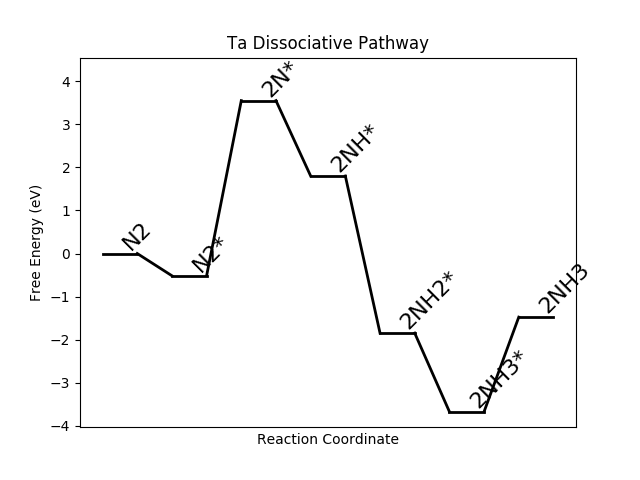 Ta Dissociative Pathway
Free Energy (eV)
4
3
2
1
0
−1
−2
−3
−4
N2
N2*
2N*
2NH*
2NH2*
2NH3*
2NH3
Reaction Coordinate